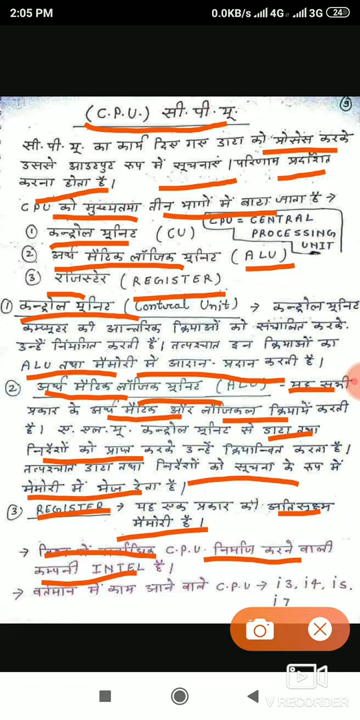 2:05 PM 0.0KB/s 4G 3G 24
9
(C.P.U.) सी.पी.यू.
सी.पी.यू. का कार्य दिए गए डाटा को प्रोसेस करके
उससे आउटपुट रूप में सूचनाएं । परिणाम प्रदर्शित
करना होता है।
CPU को मुख्यतया तीन भागों में बांटा जाता है →
① कन्ट्रोल यूनिट (CU)
CPU = CENTRAL
PROCESSING
UNIT
② अर्थ मैटिक लॉजिक यूनिट (ALU)
③ रजिस्टर (REGISTER)
① कन्ट्रोल यूनिट (Contural Unit) → कन्ट्रोल यूनिट
कम्प्यूटर की आन्तरिक क्रियाओं को संचालित करके
उन्हें नियंत्रित करती है। तत्पश्चात इन क्रियाओं का
ALU तथा मेमोरी में आदान-प्रदान करती है।
② अर्थ मैटिक लॉजिक यूनिट (ALU) - यह सभी
प्रकार के अर्थ मैटिक और लॉजिकल क्रियायें करती
है। ए. एल. यू. कन्ट्रोल यूनिट से डाटा तथा
निर्देशों को प्राप्त करके उन्हें क्रियान्वित करता है।
तत्पश्चात डाटा तथा निर्देशों को सूचना के रूप में
मेमोरी में भेज देता है।
③ REGISTER → यह एक प्रकार की अतिसूक्ष्म
मेमोरी है।
→ C.P.U. निर्माण करने वाली
कम्पनी INTEL है।
→ वर्तमान में काम आने वाले C.P.U → i3, i4, i5,
i7
V RECORDER